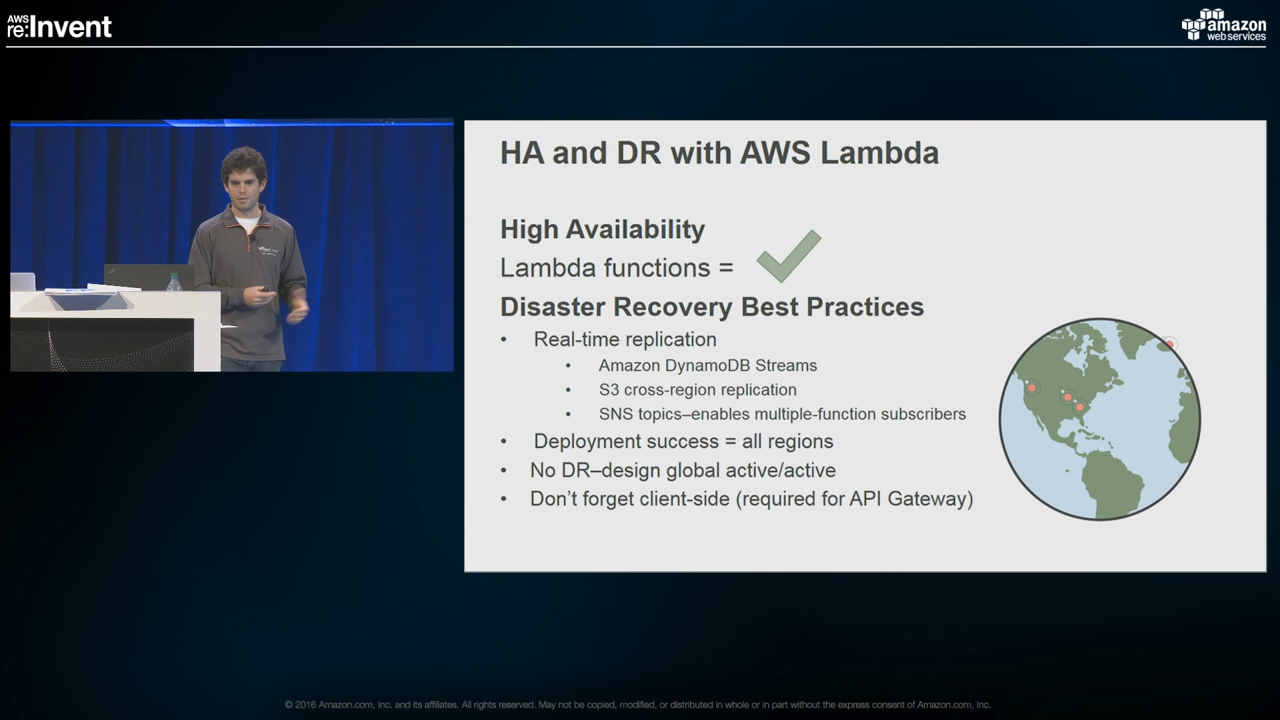 AWS
re:Invent
amazon
web services
HA and DR with AWS Lambda
High Availability
Lambda functions =
Disaster Recovery Best Practices
• Real-time replication
• Amazon DynamoDB Streams
• S3 cross-region replication
• SNS topics–enables multiple-function subscribers
• Deployment success = all regions
• No DR–design global active/active
• Don’t forget client-side (required for API Gateway)
© 2016 Amazon.com, Inc. and its affiliates. All rights reserved. May not be copied, modified, or distributed in whole or in part without the express consent of Amazon.com, Inc.